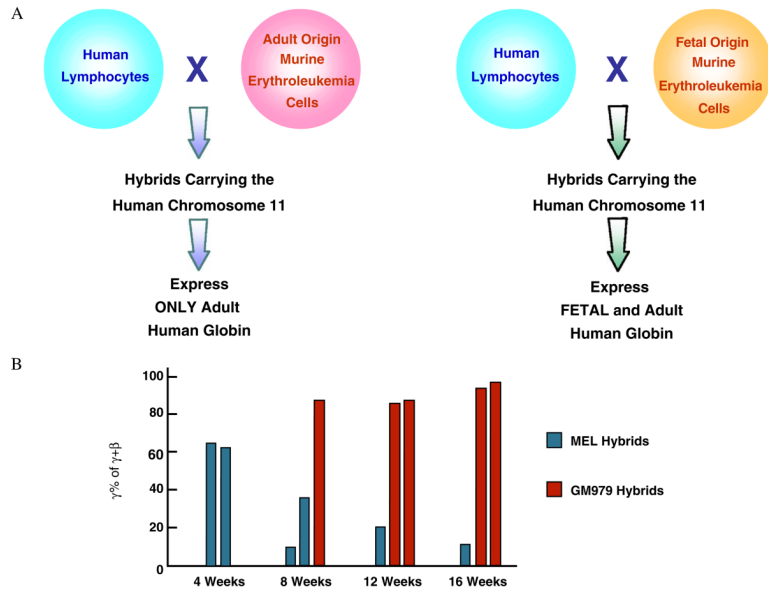 A
Human
Lymphocytes
X
Adult Origin
Murine
Erythroleukemia
Cells
Hybrids Carrying the
Human Chromosome 11
Express
ONLY Adult
Human Globin
Human
Lymphocytes
X
Fetal Origin
Murine
Erythroleukemia
Cells
Hybrids Carrying the
Human Chromosome 11
Express
FETAL and Adult
Human Globin
B
γ% of γ+β
100
80
60
40
20
0
4 Weeks
8 Weeks
12 Weeks
16 Weeks
MEL Hybrids
GM979 Hybrids